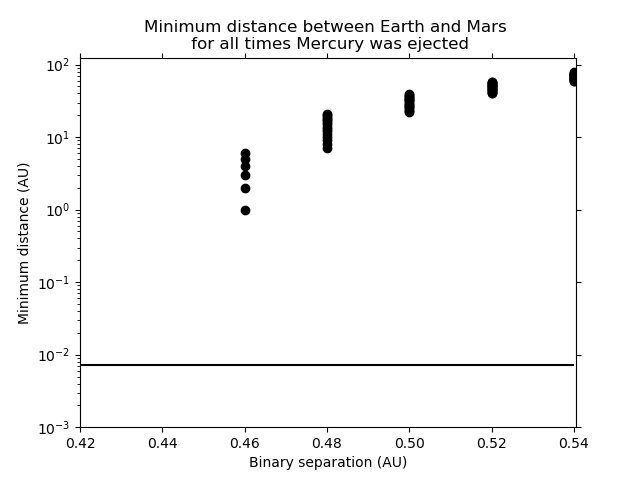 Minimum distance between Earth and Mars
for all times Mercury was ejected
Minimum distance (AU)
10²
10¹
10⁰
10⁻¹
10⁻²
10⁻³
0.42 0.44 0.46 0.48 0.50 0.52 0.54
Binary separation (AU)